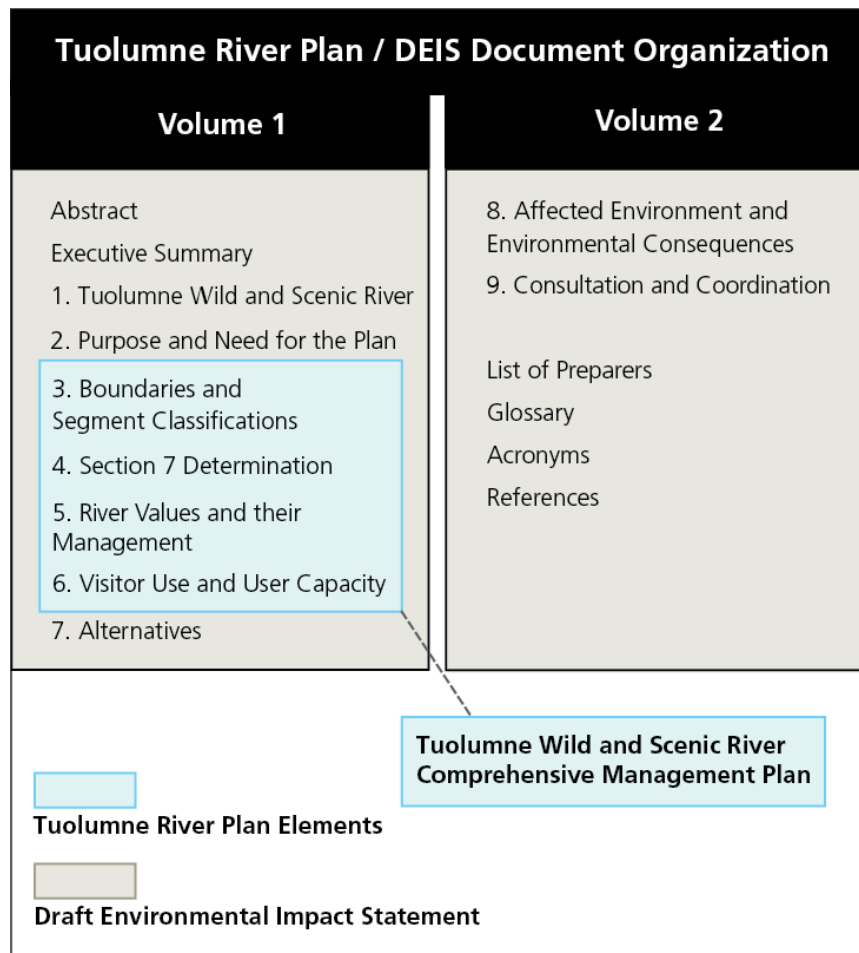 Tuolumne River Plan / DEIS Document Organization
Volume 1
Abstract
Executive Summary
1. Tuolumne Wild and Scenic River
2. Purpose and Need for the Plan
3. Boundaries and
Segment Classifications
4. Section 7 Determination
5. River Values and their
Management
6. Visitor Use and User Capacity
7. Alternatives
Volume 2
8. Affected Environment and
Environmental Consequences
9. Consultation and Coordination
List of Preparers
Glossary
Acronyms
References
Tuolumne Wild and Scenic River
Comprehensive Management Plan
Tuolumne River Plan Elements
Draft Environmental Impact Statement